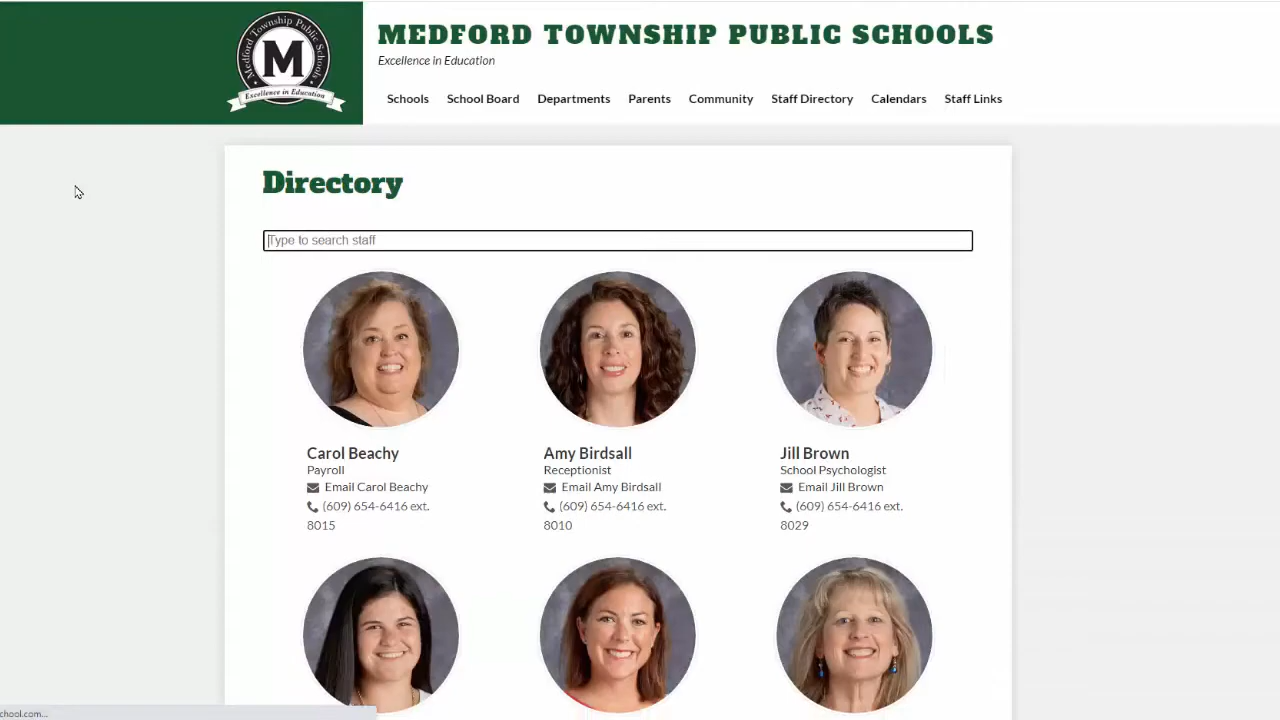 Medford Township Public Schools
M
Excellence in Education
MEDFORD TOWNSHIP PUBLIC SCHOOLS
Excellence in Education
Schools School Board Departments Parents Community Staff Directory Calendars Staff Links
Directory
Type to search staff
Carol Beachy
Payroll
Email Carol Beachy
(609) 654-6416 ext.
8015
Amy Birdsall
Receptionist
Email Amy Birdsall
(609) 654-6416 ext.
8010
Jill Brown
School Psychologist
Email Jill Brown
(609) 654-6416 ext.
8029
chool.com...